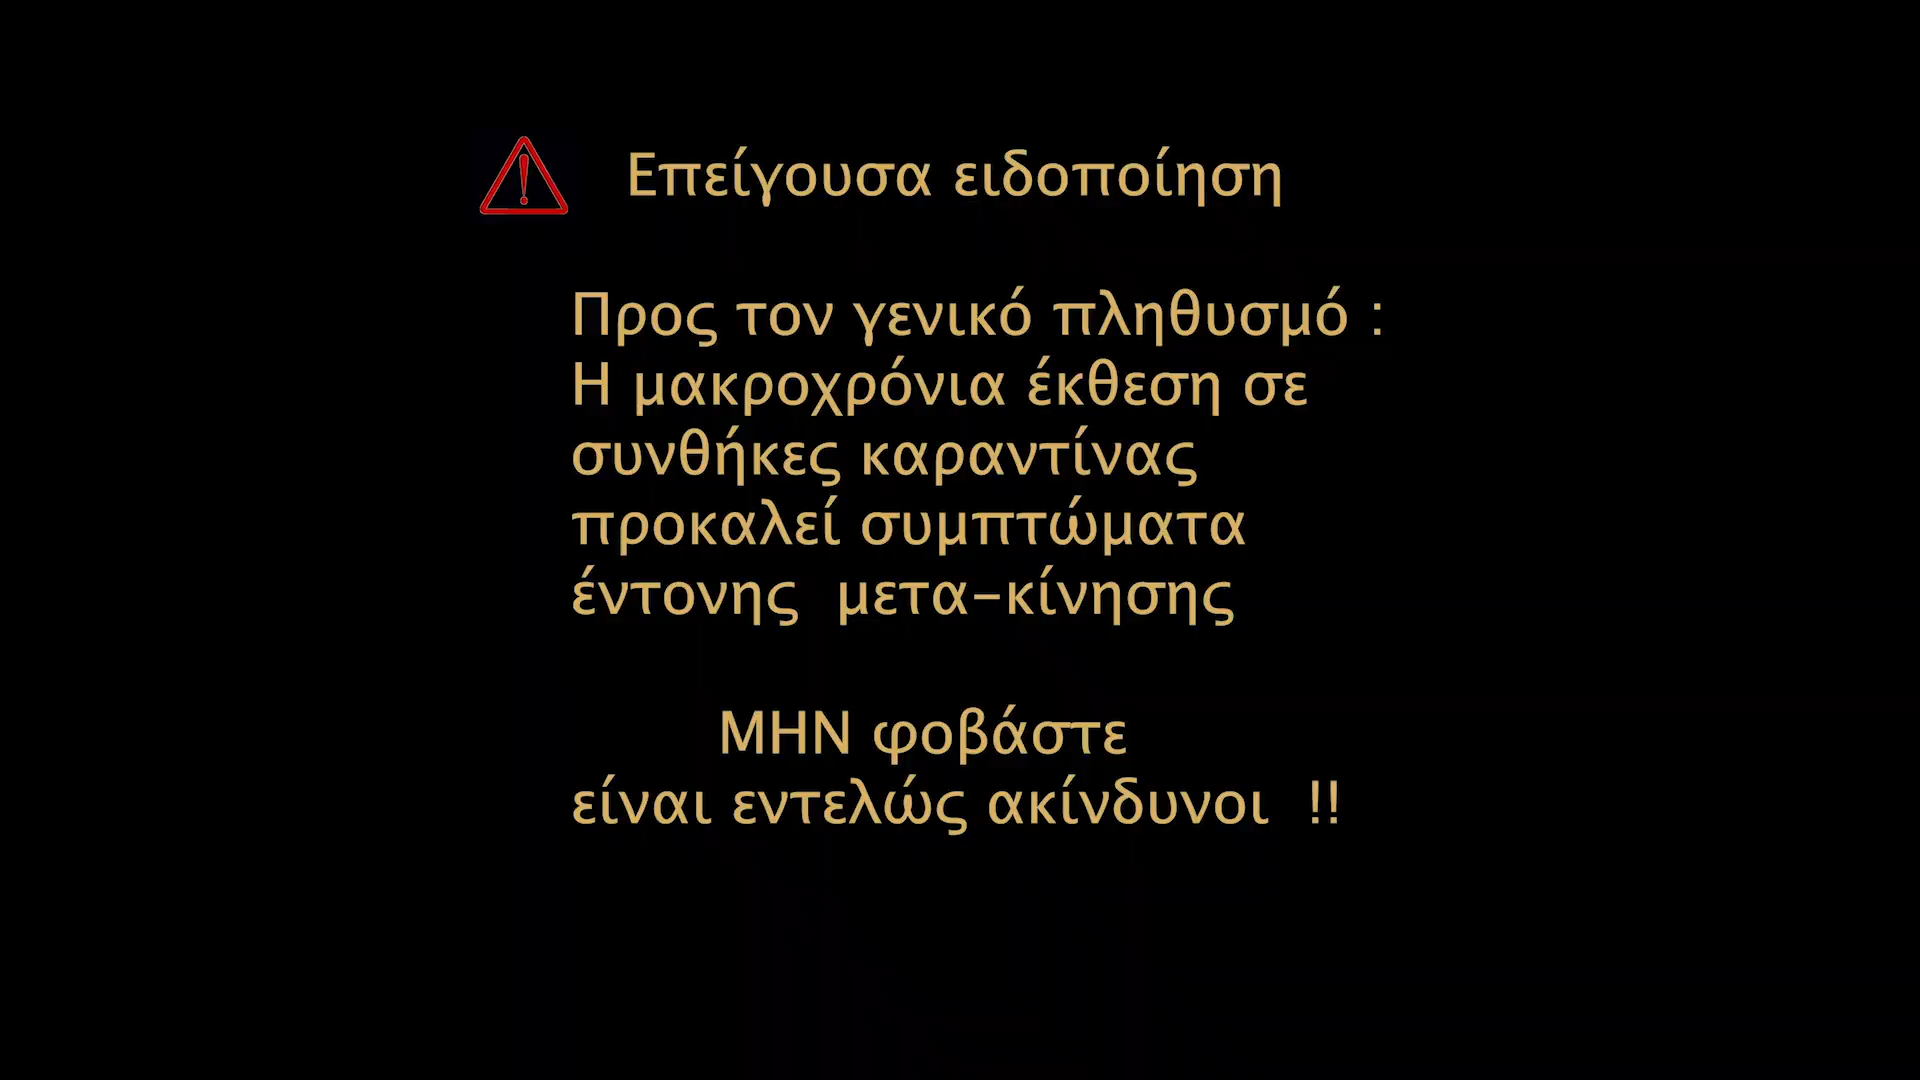 Επείγουσα ειδοποίηση
Προς τον γενικό πληθυσμό :
Η μακροχρόνια έκθεση σε
συνθήκες καραντίνας
προκαλεί συμπτώματα
έντονης μετα-κίνησης
ΜΗΝ φοβάστε
είναι εντελώς ακίνδυνοι !!